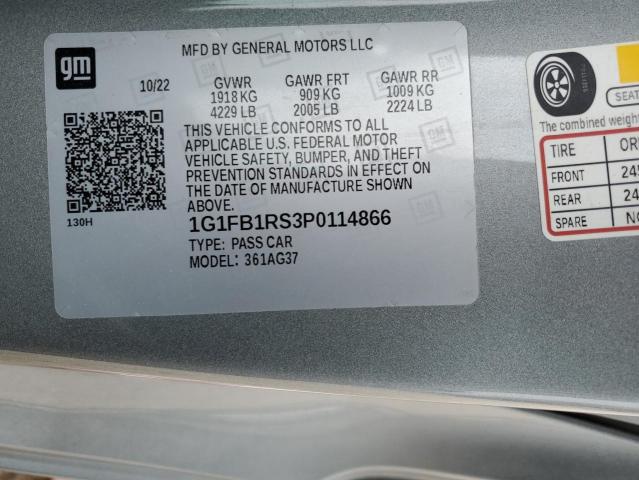 gm
MFD BY GENERAL MOTORS LLC
10/22 GVWR GAWR FRT GAWR RR
1918 KG 909 KG 1009 KG
4229 LB 2005 LB 2224 LB
THIS VEHICLE CONFORMS TO ALL
APPLICABLE U.S. FEDERAL MOTOR
VEHICLE SAFETY, BUMPER, AND THEFT
PREVENTION STANDARDS IN EFFECT ON
THE DATE OF MANUFACTURE SHOWN
ABOVE.
130H
1G1FB1RS3P0114866
TYPE: PASS CAR
MODEL: 361AG37
The combined
TIRE
FRONT
REAR
SPARE